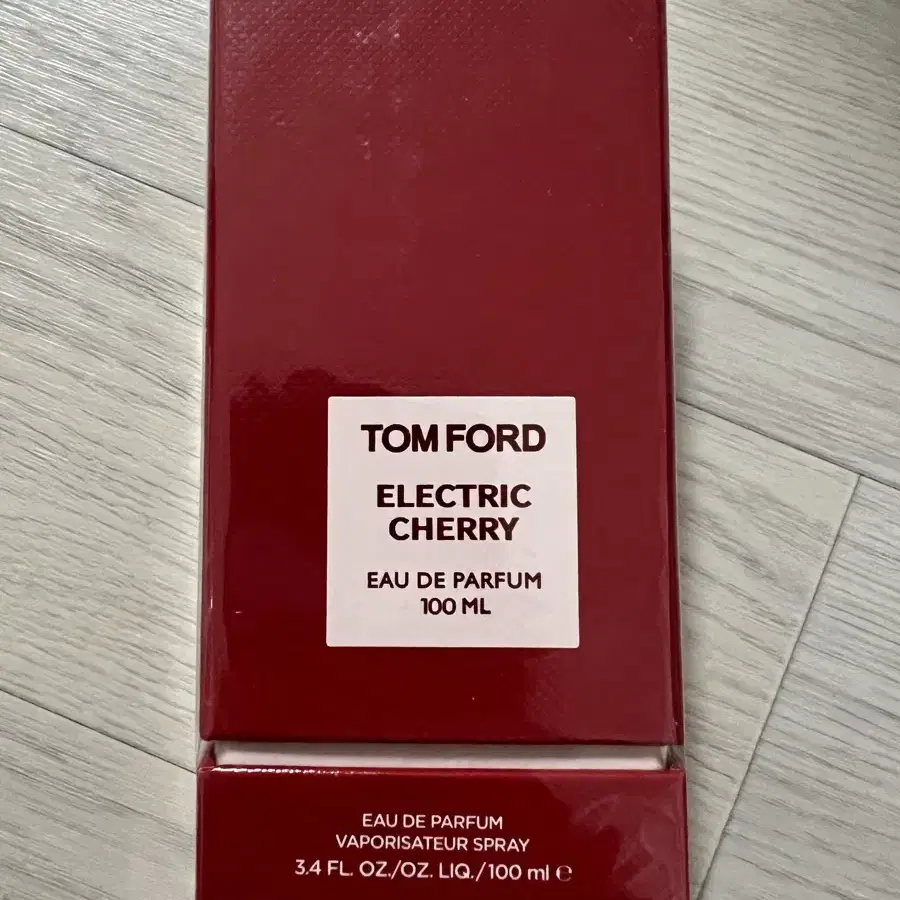 TOM FORD
ELECTRIC
CHERRY
EAU DE PARFUM
100 ML
EAU DE PARFUM
VAPORISATEUR SPRAY
3.4 FL. OZ./OZ. LIQ./100 ml ℮